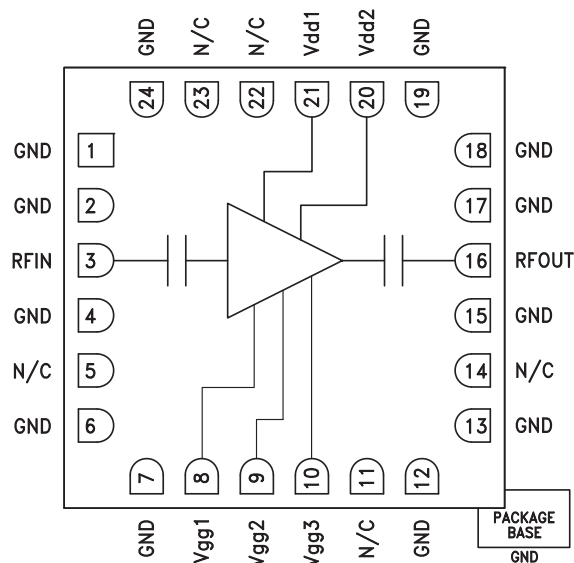 GND
N/C
N/C
Vdd1
Vdd2
GND
24
23
22
21
20
19
GND 1
18 GND
GND 2
17 GND
RFIN 3
16 RFOUT
GND 4
15 GND
N/C 5
14 N/C
GND 6
13 GND
7
8
9
10
11
12
GND
Vgg1
Vgg2
Vgg3
N/C
GND
PACKAGE
BASE
GND